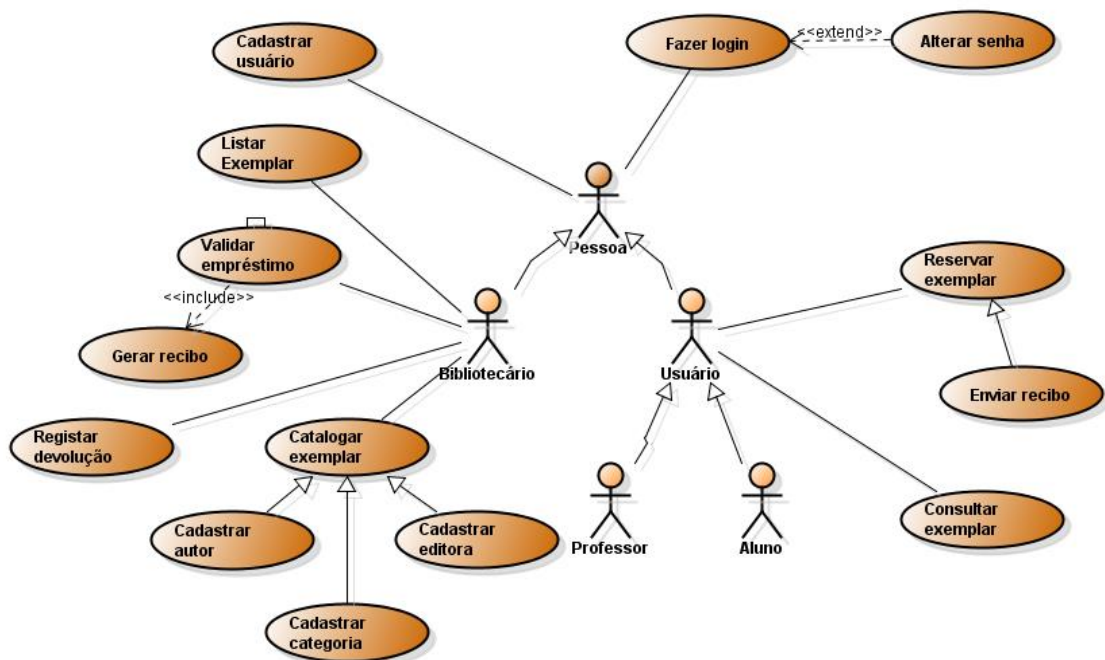 Cadastrar
usuário
Fazer login
<<extend>>
Alterar senha
Listar
Exemplar
Pessoa
Validar
empréstimo
<<include>>
Gerar recibo
Bibliotecário
Usuário
Reservar
exemplar
Enviar recibo
Registar
devolução
Catalogar
exemplar
Cadastrar
autor
Cadastrar
editora
Cadastrar
categoria
Professor
Aluno
Consultar
exemplar